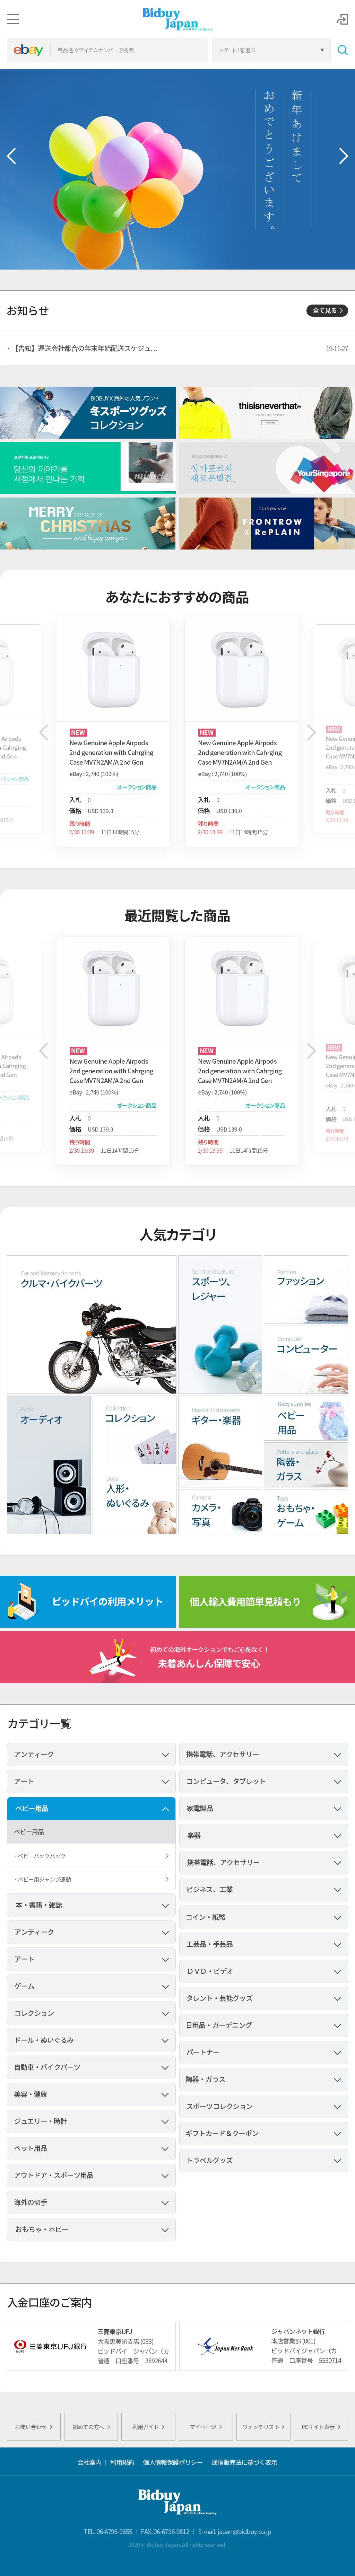 Bidbuy
Japan
ebay
商品名やアイテムナンバーで検索
カテゴリを選ぶ
新年あけまして
おめでとうございます。
お知らせ
全て見る
・【告知】運送会社都合の年末年始配送スケジュ…
19-11-27
BIDBUY X 海外の人気ブランド
冬スポーツグッズ
コレクション
thisisneverthat
당신의 이야기를
서점에서 만나는 기적
miracle
싱가포르의
새로운발견.
YourSingapore
MERRY
CHRISTMAS
and happy new year
FRONTROW
× RePLAIN
あなたにおすすめの商品
NEW
New Genuine Apple Airpods
2nd generation with Cahrging
Case MV7N2AM/A 2nd Gen
eBay : 2,740 (100%)
オークション商品
入札 0
価格 USD 139.0
残り時間
2/30 13:39 11日14時間15分
NEW
New Genuine Apple Airpods
2nd generation with Cahrging
Case MV7N2AM/A 2nd Gen
eBay : 2,740 (100%)
オークション商品
入札 0
価格 USD 139.0
残り時間
2/30 13:39 11日14時間15分
最近閲覧した商品
NEW
New Genuine Apple Airpods
2nd generation with Cahrging
Case MV7N2AM/A 2nd Gen
eBay : 2,740 (100%)
オークション商品
入札 0
価格 USD 139.0
残り時間
2/30 13:39 11日14時間15分
NEW
New Genuine Apple Airpods
2nd generation with Cahrging
Case MV7N2AM/A 2nd Gen
eBay : 2,740 (100%)
オークション商品
入札 0
価格 USD 139.0
残り時間
2/30 13:39 11日14時間15分
人気カテゴリ
Car and Motorcycle parts
クルマ・バイクパーツ
Sport and Leisure
スポーツ、
レジャー
Fashion
ファッション
Computer
コンピューター
Audio
オーディオ
Collection
コレクション
Dolls
人形・
ぬいぐるみ
Musical Instruments
ギター・楽器
Camera
カメラ・
写真
Baby supplies
ベビー
用品
Pottery and glass
陶器・
ガラス
Toys
おもちゃ・
ゲーム
ビッドバイの利用メリット
個人輸入費用簡単見積もり
初めての海外オークションでもご心配なく！
未着あんしん保障で安心
カテゴリ一覧
アンティーク
アート
ベビー用品
ベビー用品
・ベビーバックパック
・ベビー用ジャンプ運動
本・書籍・雑誌
アンティーク
アート
ゲーム
コレクション
ドール・ぬいぐるみ
自動車・バイクパーツ
美容・健康
ジュエリー・時計
ペット用品
アウトドア・スポーツ用品
海外の切手
おもちゃ・ホビー
携帯電話、アクセサリー
コンピュータ、タブレット
家電製品
楽器
携帯電話、アクセサリー
ビジネス、工業
コイン・紙幣
工芸品・手芸品
ＤＶＤ・ビデオ
タレント・芸能グッズ
日用品・ガーデニング
パートナー
陶器・ガラス
スポーツコレクション
ギフトカード＆クーポン
トラベルグッズ
入金口座のご案内
三菱東京UFJ銀行
三菱東京UFJ
大阪恵美須支店 (033)
ビッドバイ　ジャパン（カ
普通　口座番号　3892644
Japan Net Bank
ジャパンネット銀行
本店営業部 (001)
ビッドバイジャパン（カ
普通　口座番号　5530714
お問い合わせ
初めての方へ
利用ガイド
マイページ
ウォッチリスト
PCサイト表示
会社案内 | 利用規約 | 個人情報保護ポリシー | 通信販売法に基づく表示
Bidbuy
Japan
TEL. 06-6796-9655 | FAX. 06-6796-9812 | E-mail. japan@bidbuy.co.jp
2020 © Bidbuy Japan. All rights reserved.